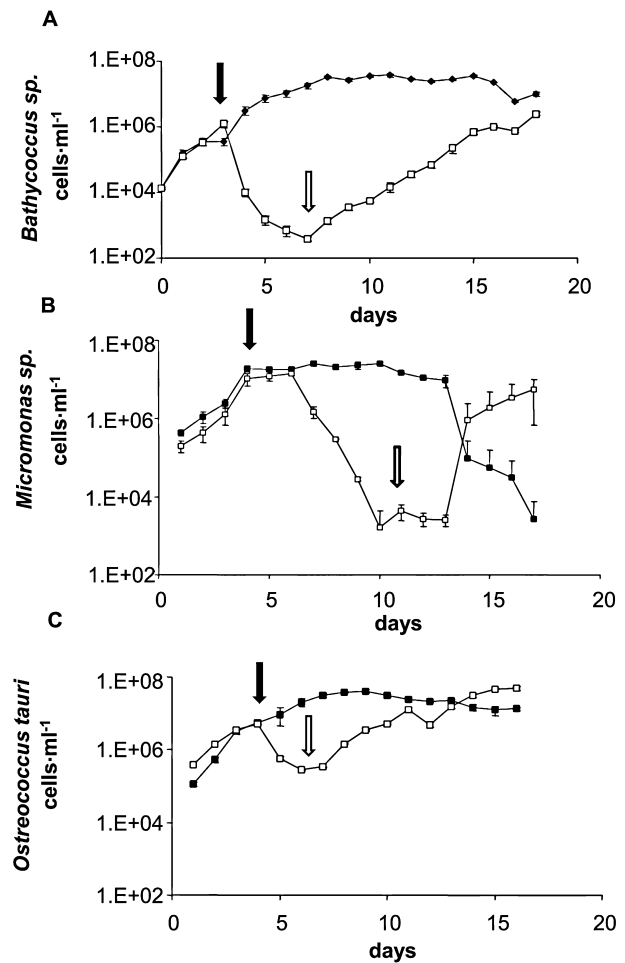 A
Bathycoccus sp.
cells·ml-1
1.E+08
1.E+06
1.E+04
1.E+02
0 5 10 15 20
days
B
Micromonas sp.
cells·ml-1
1.E+08
1.E+06
1.E+04
1.E+02
0 5 10 15 20
days
C
Ostreococcus tauri
cells·ml-1
1.E+08
1.E+06
1.E+04
1.E+02
0 5 10 15 20
days